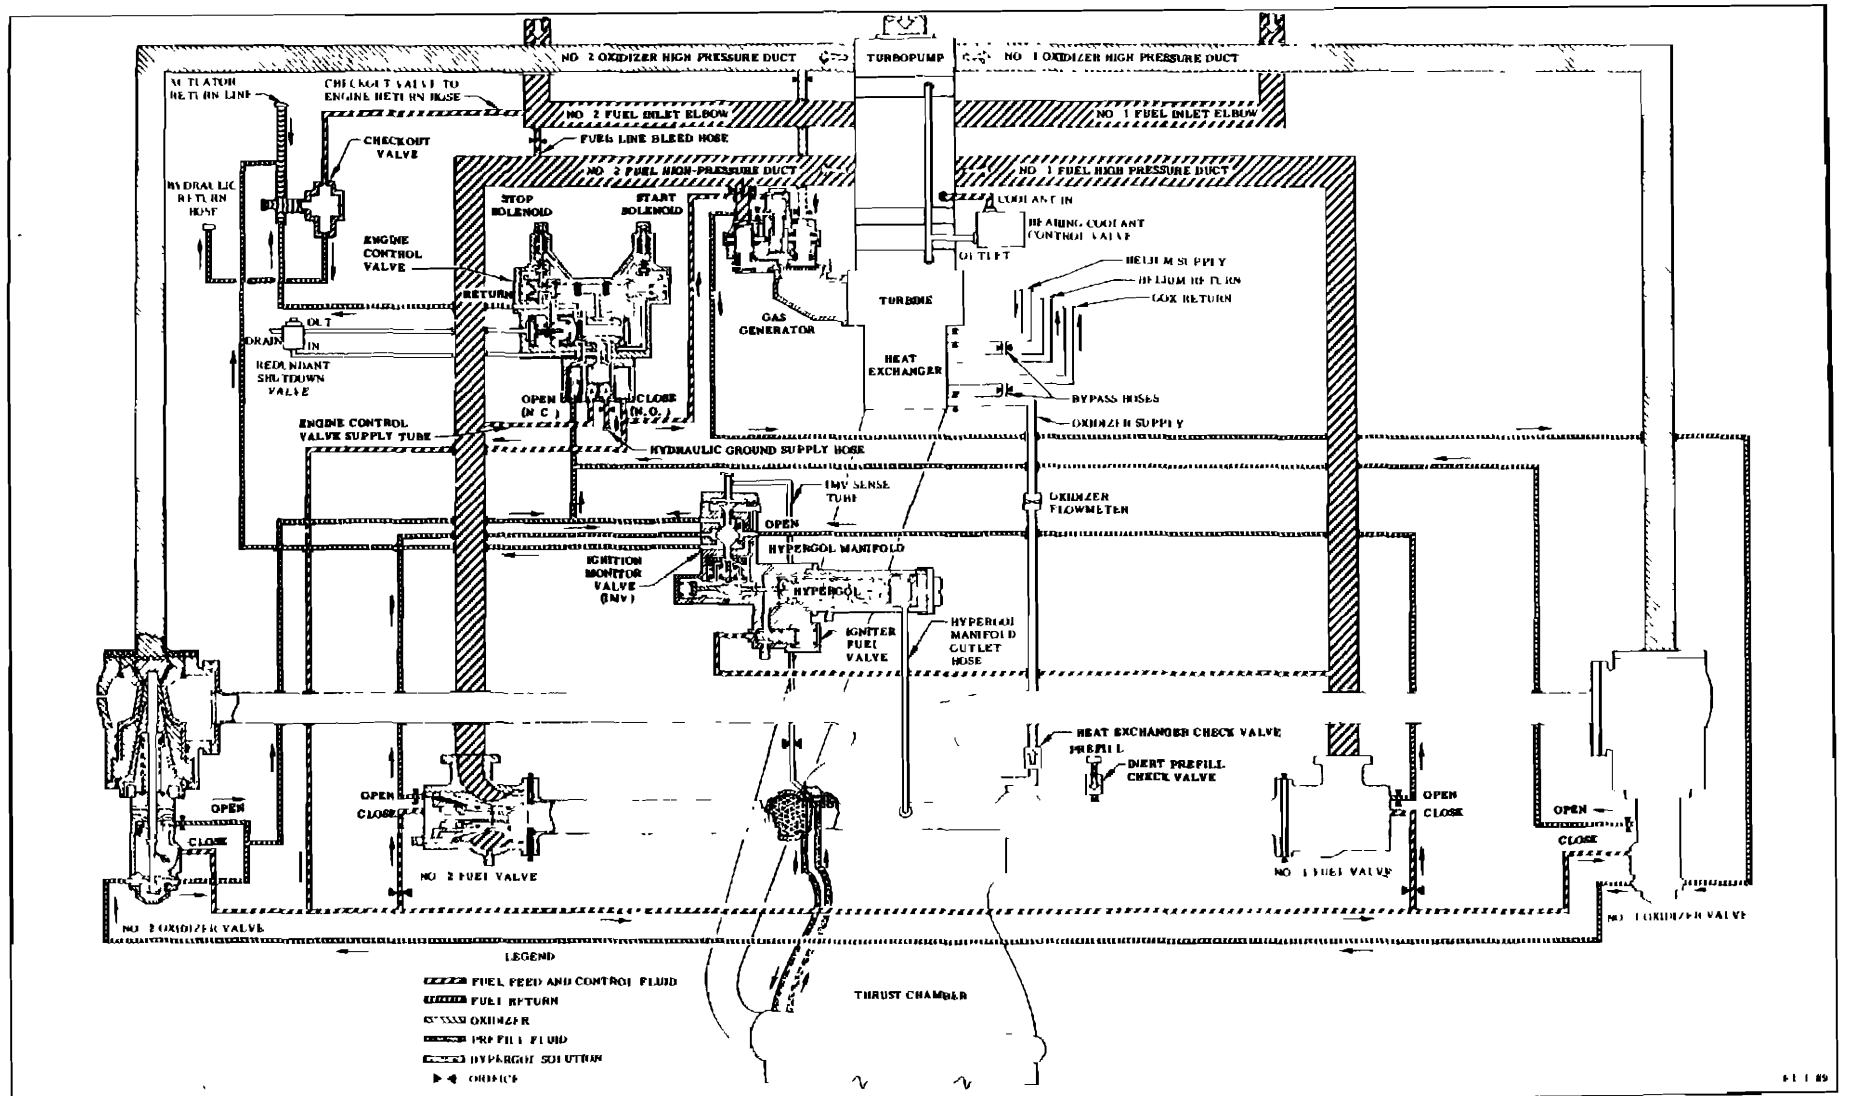 NO 2 OXIDIZER HIGH PRESSURE DUCT
TURBOPUMP
NO 1 OXIDIZER HIGH PRESSURE DUCT
RETURN LINE
CHECKOUT VALVE TO
ENGINE RETURN HOSE
NO 2 FUEL INLET ELBOW
NO 1 FUEL INLET ELBOW
CHECKOUT
VALVE
FUEL LINE BLEED HOSE
HYDRAULIC
RETURN
HOSE
NO 2 FUEL HIGH-PRESSURE DUCT
NO 1 FUEL HIGH PRESSURE DUCT
STOP
SOLENOID
START
SOLENOID
COOLANT IN
BEARING COOLANT
CONTROL VALVE
OUTLET
ENGINE
CONTROL
VALVE
RETURN
HELIUM SUPPLY
HELIUM RETURN
GOX RETURN
TURBINE
GAS
GENERATOR
OUT
DRAIN
IN
REDUNDANT
SHUTDOWN
VALVE
HEAT
EXCHANGER
OPEN
(N.C.)
CLOSE
(N.O.)
BYPASS HOSES
ENGINE CONTROL
VALVE SUPPLY TUBE
OXIDIZER SUPPLY
HYDRAULIC GROUND SUPPLY HOSE
IMV SENSE
TUBE
OXIDIZER
FLOWMETER
OPEN
HYPERGOL MANIFOLD
IGNITION
MONITOR
VALVE
(IMV)
HYPERGOL
IGNITER
FUEL
VALVE
HYPERGOL
MANIFOLD
OUTLET
HOSE
HEAT EXCHANGER CHECK VALVE
PREFILL
INERT PREFILL
CHECK VALVE
OPEN
CLOSE
OPEN
CLOSE
OPEN
CLOSE
OPEN
CLOSE
NO 2 FUEL VALVE
NO 1 FUEL VALVE
NO 2 OXIDIZER VALVE
NO 1 OXIDIZER VALVE
LEGEND
FUEL FEED AND CONTROL FLUID
FUEL RETURN
OXIDIZER
PREFILL FLUID
HYPERGOL SOLUTION
ORIFICE
THRUST CHAMBER